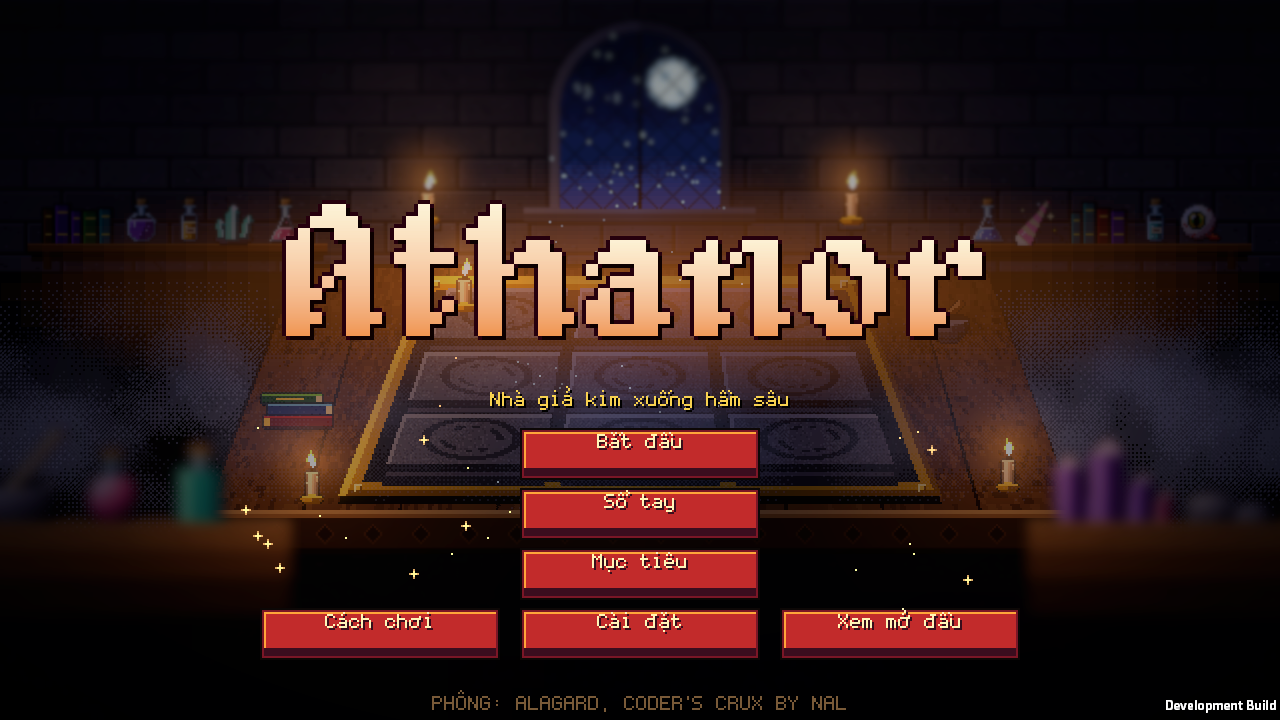 Athanor
Nhà giả kim xuống hầm sâu
Bắt đầu
Sổ tay
Mục tiêu
Cách chơi
Cài đặt
Xem mở đầu
PHÔNG: ALAGARD, CODER'S CRUX BY NAL
Development Build